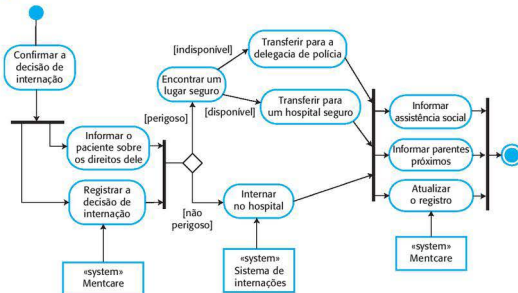 Confirmar a
decisão de
internação
Informar o
paciente sobre
os direitos dele
Registrar a
decisão de
internação
«system»
Mentcare
[perigoso]
[não
perigoso]
Encontrar um
lugar seguro
[indisponível]
[disponível]
Transferir para a
delegacia de polícia
Transferir para
um hospital seguro
Internar
no hospital
«system»
Sistema de
internações
Informar
assistência social
Informar parentes
próximos
Atualizar
o registro
«system»
Mentcare